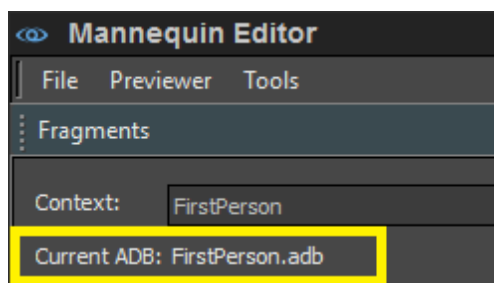 Mannequin Editor
File Previewer Tools
Fragments
Context: FirstPerson
Current ADB: FirstPerson.adb